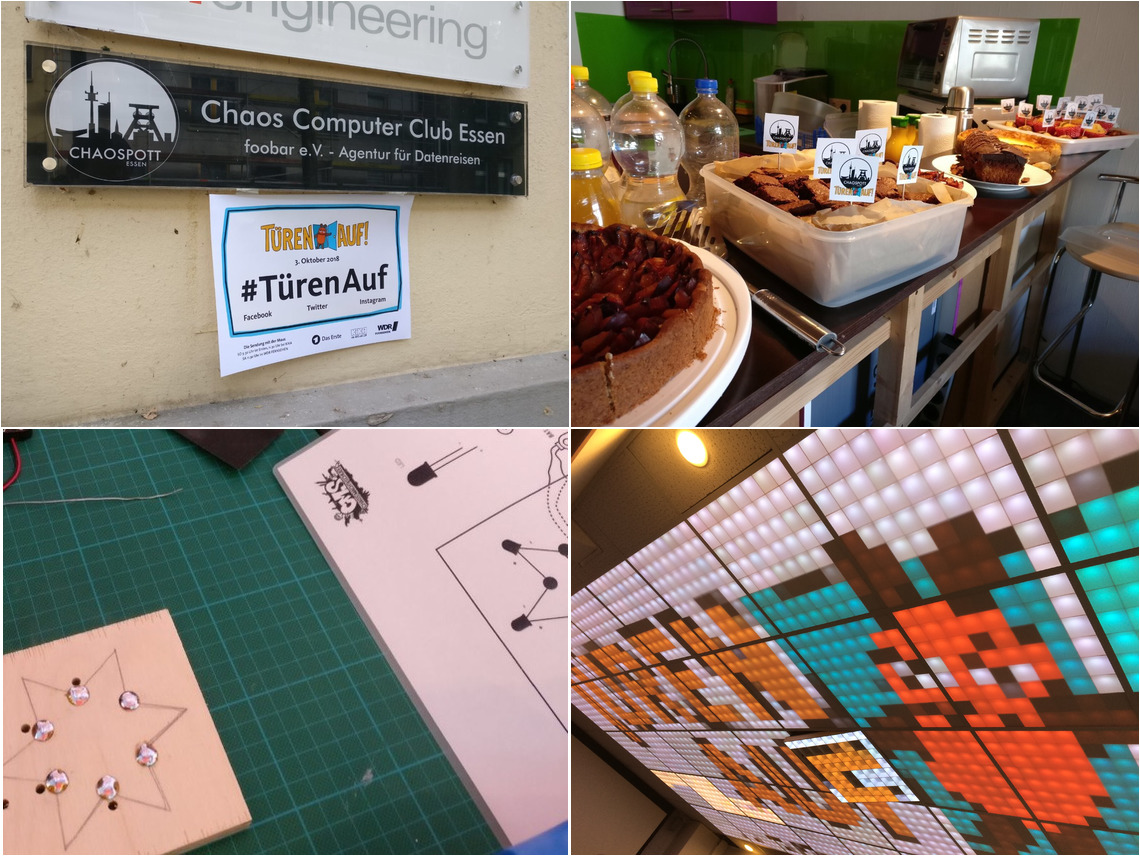 engineering
CHAOSPOTT
ESSEN
Chaos Computer Club Essen
foobar e.V. - Agentur für Datenreisen
TÜREN AUF!
3. Oktober 2018
#TürenAuf
Facebook
Twitter
Instagram
Die Sendung mit der Maus
Das Erste
WDR
CHAOSPOTT
TÜREN AUF!
LED